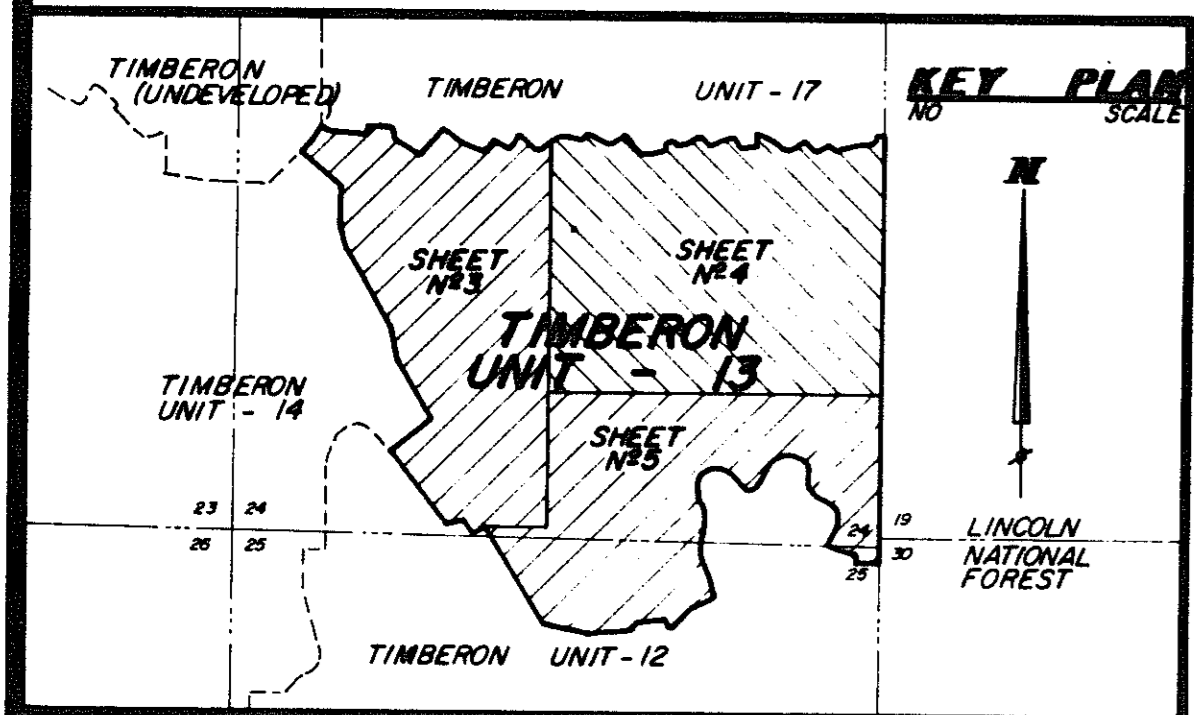 TIMBERON
(UNDEVELOPED)
TIMBERON UNIT - 17
KEY PLAN
NO SCALE
N
SHEET
Nº3
SHEET
Nº4
TIMBERON
UNIT - 13
TIMBERON
UNIT - 14
SHEET
Nº5
23 24
26 25
24 19
25 30
LINCOLN
NATIONAL
FOREST
TIMBERON UNIT - 12